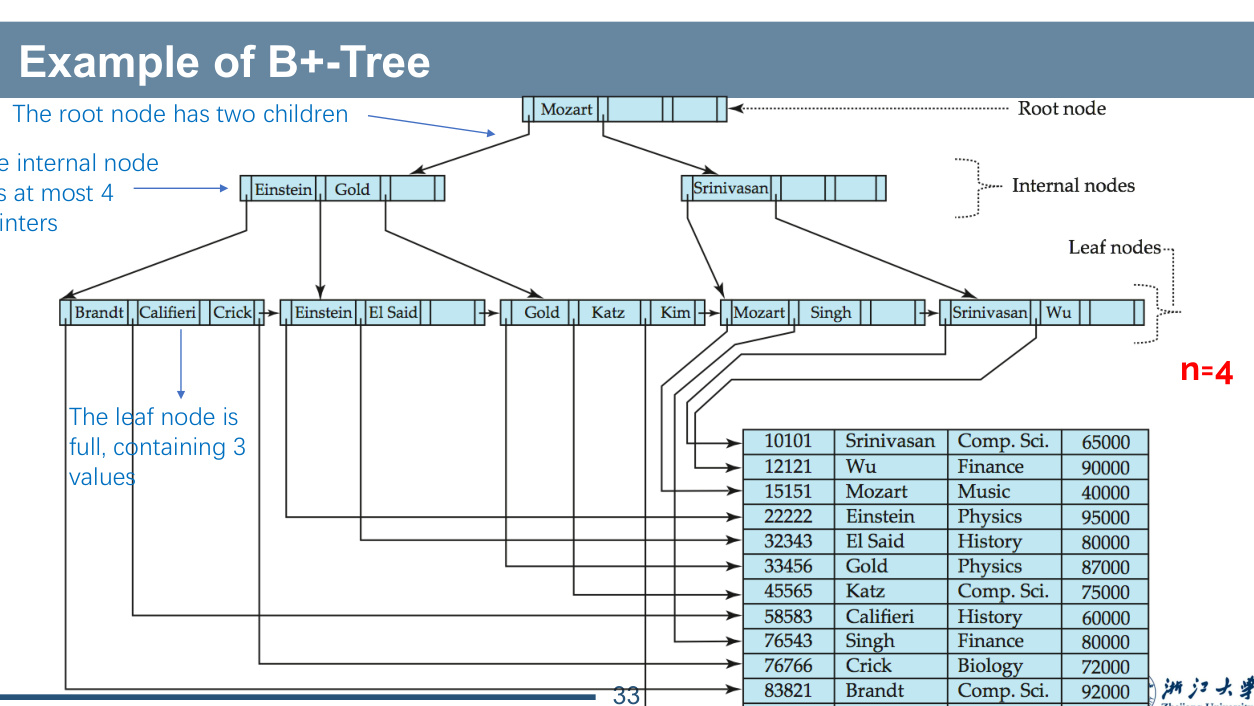 Example of B+-Tree
The root node has two children
Mozart
Root node
e internal node
s at most 4
inters
Einstein Gold
Srinivasan
Internal nodes
Leaf nodes
Brandt Califieri Crick
Einstein El Said
Gold Katz Kim
Mozart Singh
Srinivasan Wu
n=4
The leaf node is
full, containing 3
values
10101 Srinivasan Comp. Sci. 65000
12121 Wu Finance 90000
15151 Mozart Music 40000
22222 Einstein Physics 95000
32343 El Said History 80000
33456 Gold Physics 87000
45565 Katz Comp. Sci. 75000
58583 Califieri History 60000
76543 Singh Finance 80000
76766 Crick Biology 72000
83821 Brandt Comp. Sci. 92000
33
浙江大学